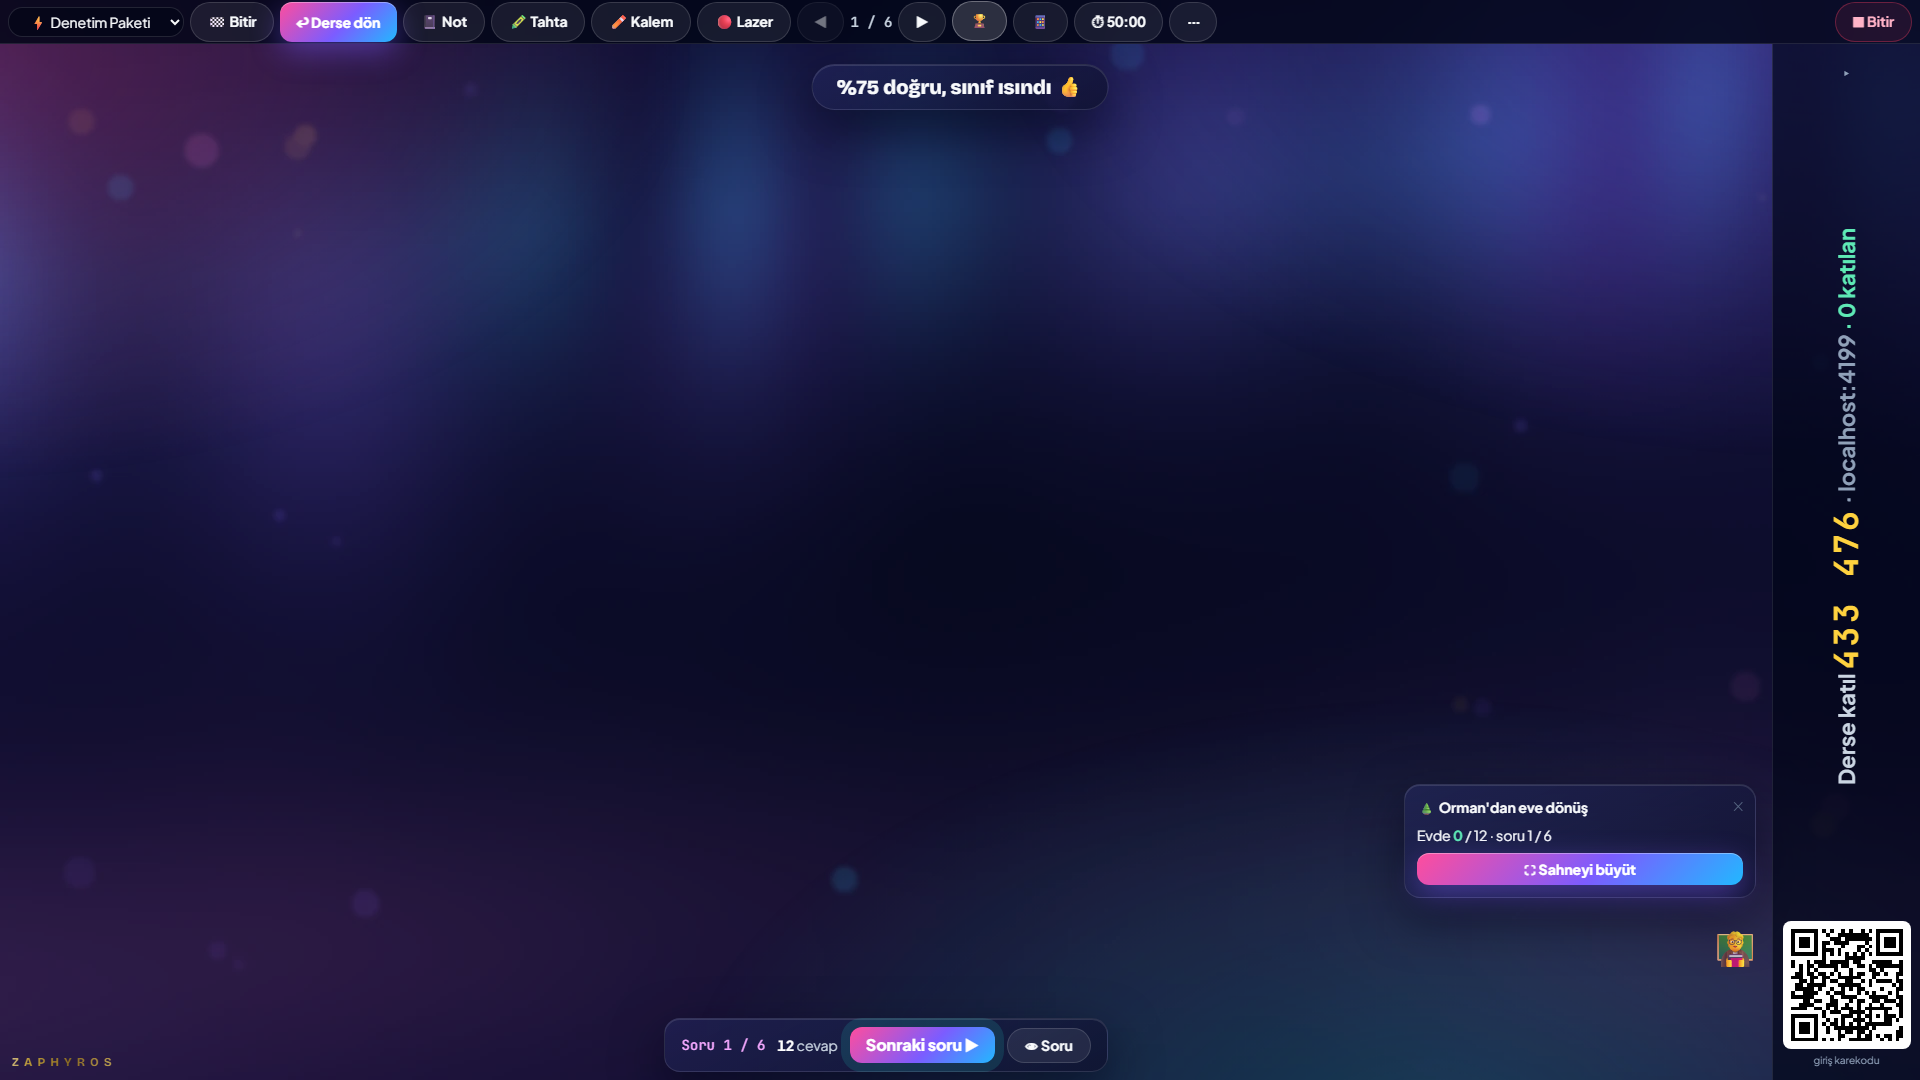 Denetim Paketi
Bitir
Derse dön
Not
Tahta
Kalem
Lazer
1 / 6
50:00
Bitir
%75 doğru, sınıf ısındı
Derse katıl 433 476 · localhost:4199 · 0 katılan
Orman'dan eve dönüş
Evde 0 / 12 · soru 1 / 6
Sahneyi büyüt
Soru 1 / 6 12 cevap
Sonraki soru
Soru
giriş karekodu
ZAPHYROS